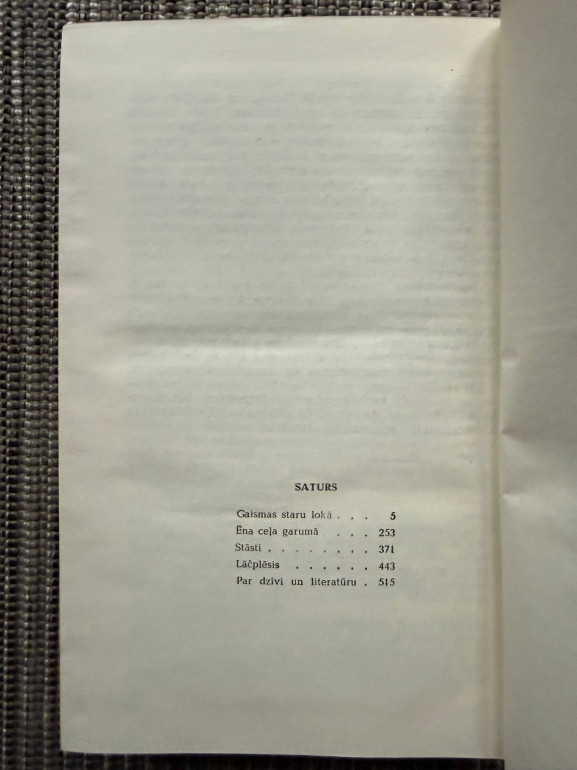 SATURS
Gaismas staru lokā . . . 5
Ēna ceļa garumā . . . 253
Stāsti . . . . . . . . 371
Lāčplēsis . . . . . . 443
Par dzīvi un literatūru . 515